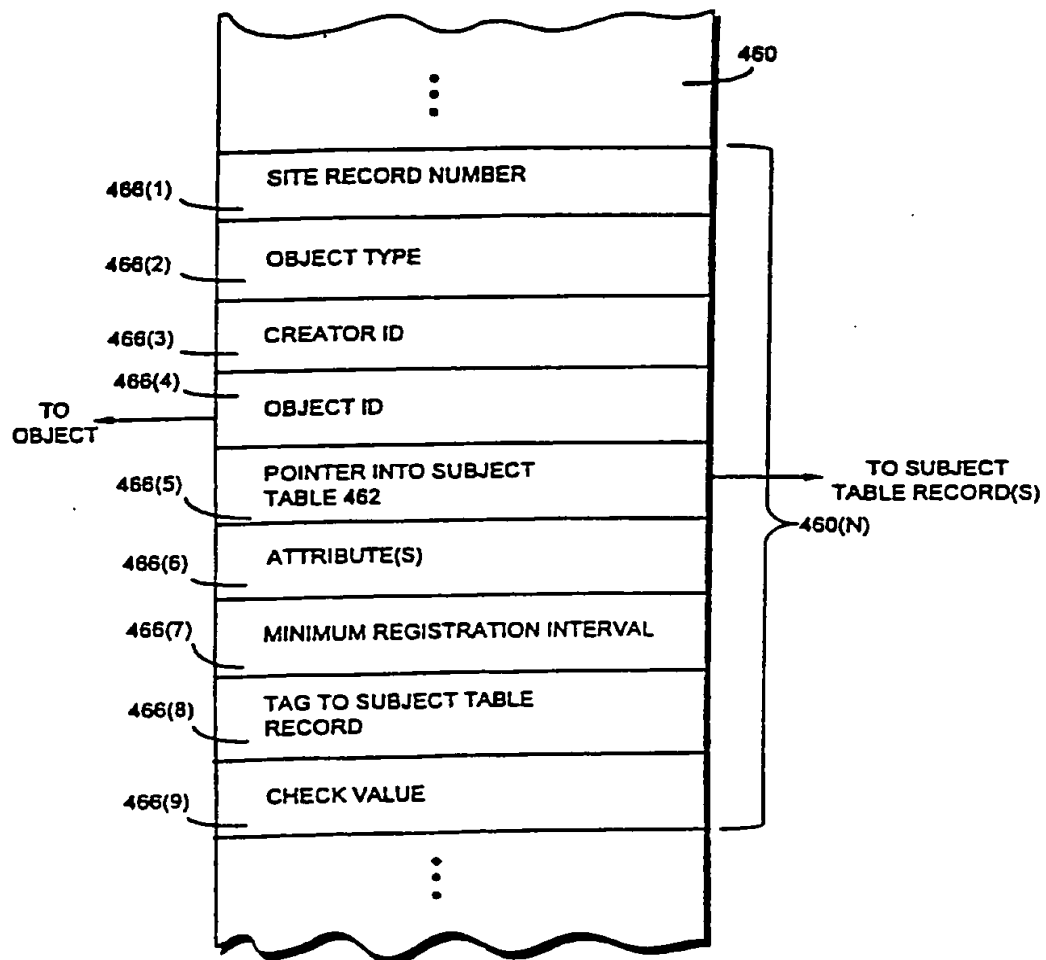 460
466(1)
SITE RECORD NUMBER
466(2)
OBJECT TYPE
466(3)
CREATOR ID
466(4)
OBJECT ID
TO
OBJECT
466(5)
POINTER INTO SUBJECT
TABLE 462
TO SUBJECT
TABLE RECORD(S)
460(N)
466(6)
ATTRIBUTE(S)
466(7)
MINIMUM REGISTRATION INTERVAL
466(8)
TAG TO SUBJECT TABLE
RECORD
466(9)
CHECK VALUE